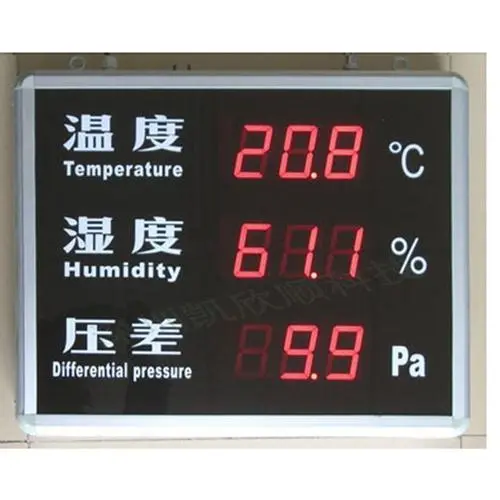 温度 20.8 ℃
Temperature
湿度 61.1 %
Humidity
压差 9.9 Pa
Differential pressure